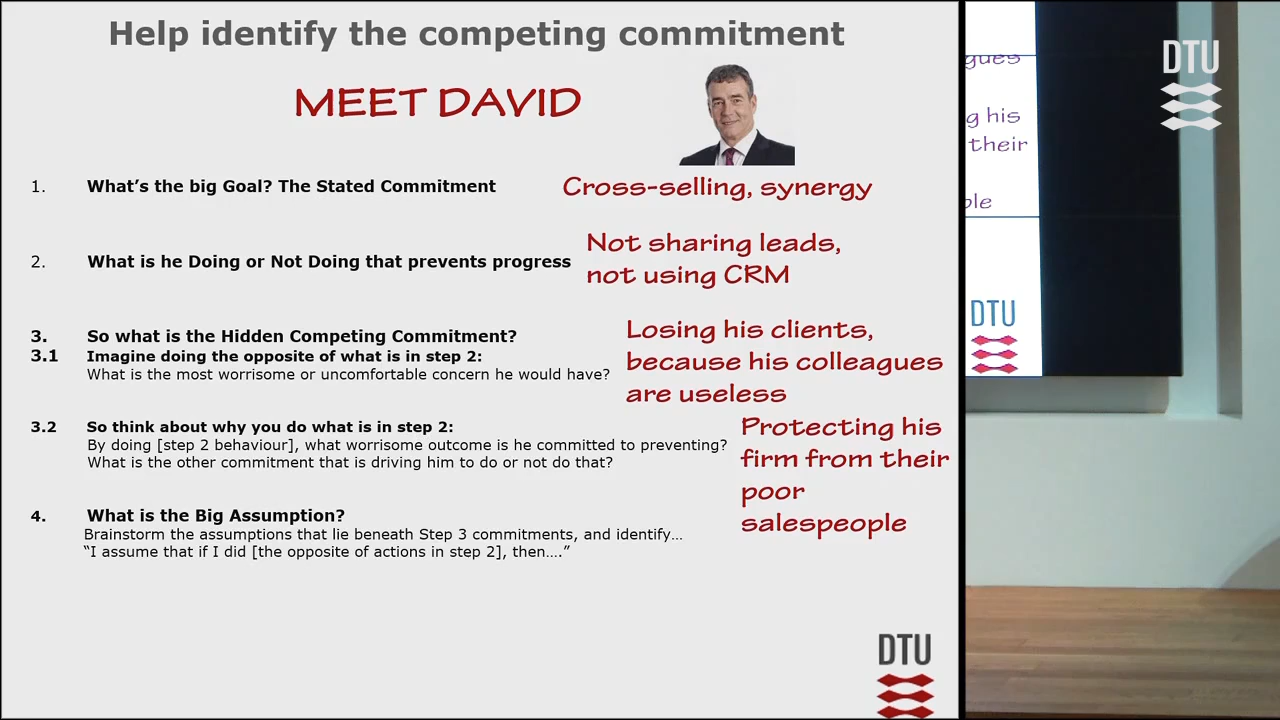 Help identify the competing commitment
MEET DAVID
1. What’s the big Goal? The Stated Commitment
Cross-selling, synergy
2. What is he Doing or Not Doing that prevents progress
Not sharing leads,
not using CRM
3. So what is the Hidden Competing Commitment?
3.1 Imagine doing the opposite of what is in step 2:
What is the most worrisome or uncomfortable concern he would have?
Losing his clients,
because his colleagues
are useless
3.2 So think about why you do what is in step 2:
By doing [step 2 behaviour], what worrisome outcome is he committed to preventing?
What is the other commitment that is driving him to do or not do that?
Protecting his
firm from their
poor
salespeople
4. What is the Big Assumption?
Brainstorm the assumptions that lie beneath Step 3 commitments, and identify…
“I assume that if I did [the opposite of actions in step 2], then….”
DTU
gues
g his
their
ple
DTU
DTU